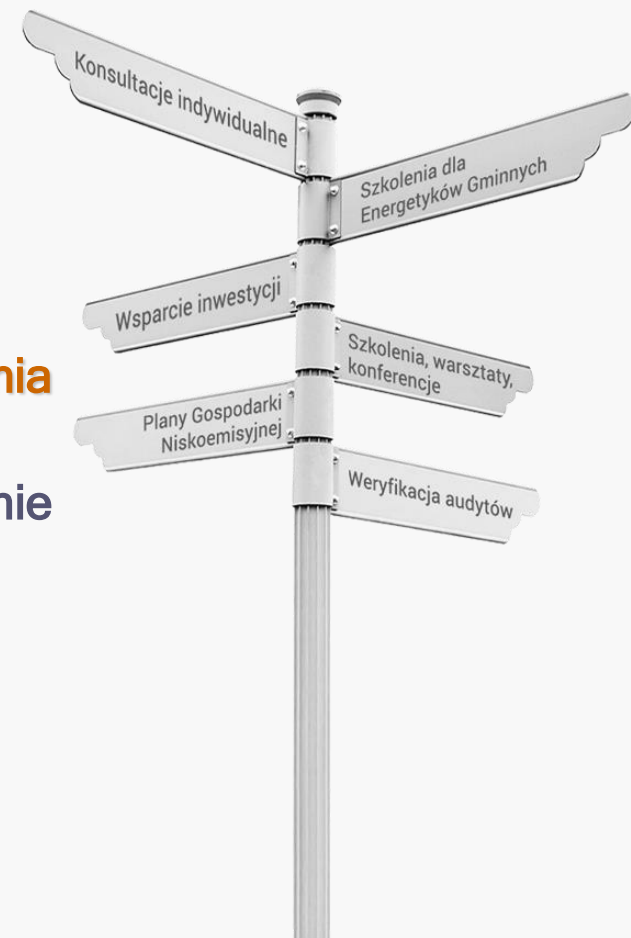 Konsultacje indywidualne
Szkolenia dla
Energetyków Gminnych
Wsparcie inwestycji
Szkolenia, warsztaty,
konferencje
nia
Plany Gospodarki
Niskoemisyjnej
Weryfikacja audytów
nie